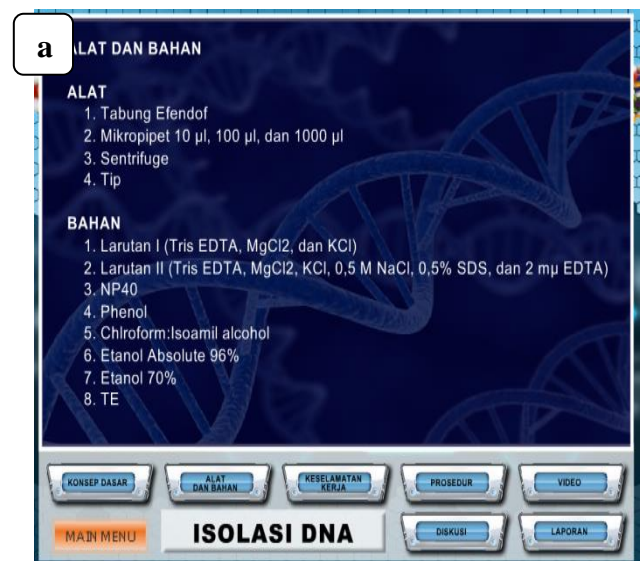 a
ALAT DAN BAHAN
ALAT
1. Tabung Efendof
2. Mikropipet 10 µl, 100 µl, dan 1000 µl
3. Sentrifuge
4. Tip
BAHAN
1. Larutan I (Tris EDTA, MgCl2, dan KCl)
2. Larutan II (Tris EDTA, MgCl2, KCl, 0,5 M NaCl, 0,5% SDS, dan 2 mµ EDTA)
3. NP40
4. Phenol
5. Chlroform:Isoamil alcohol
6. Etanol Absolute 96%
7. Etanol 70%
8. TE
KONSEP DASAR
ALAT
DAN BAHAN
KESELAMATAN
KERJA
PROSEDUR
VIDEO
MAIN MENU
ISOLASI DNA
DISKUSI
LAPORAN